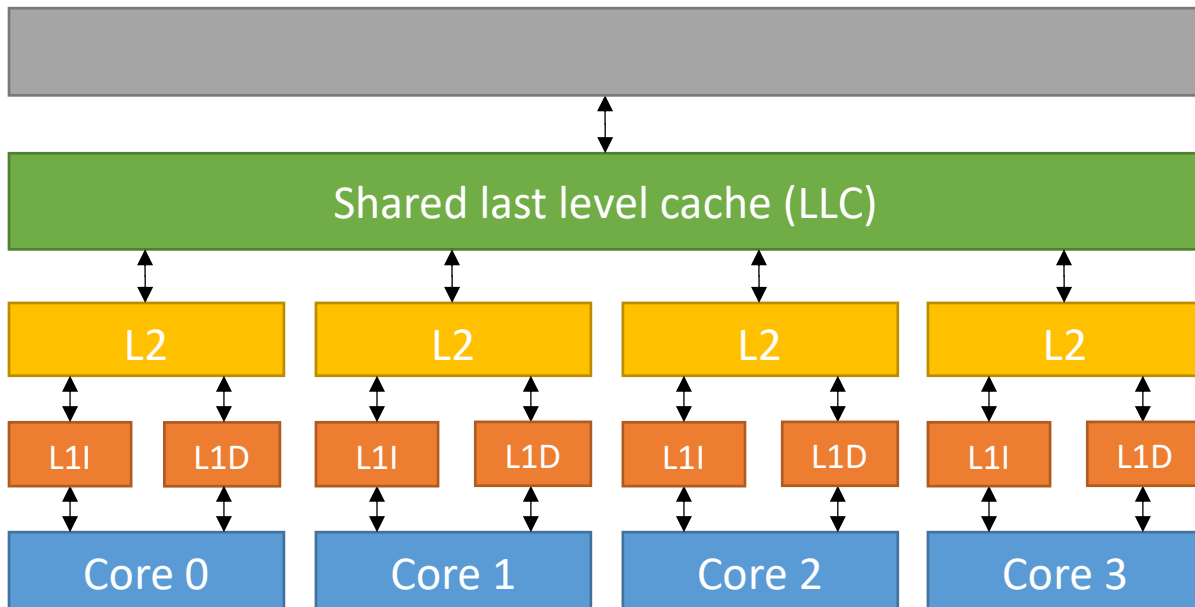 Shared last level cache (LLC)
L2 L2 L2 L2
L1I L1D L1I L1D L1I L1D L1I L1D
Core 0 Core 1 Core 2 Core 3